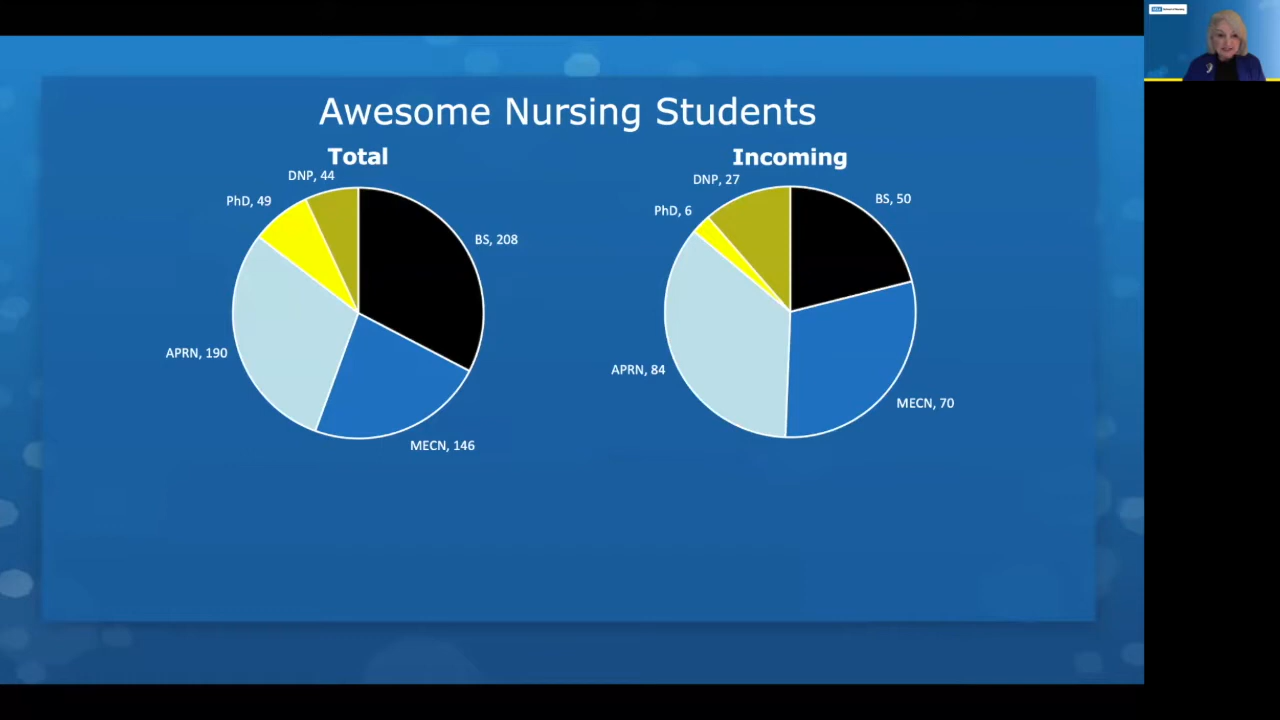 Awesome Nursing Students
Total
DNP, 44
PhD, 49
BS, 208
APRN, 190
MECN, 146
Incoming
DNP, 27
PhD, 6
BS, 50
APRN, 84
MECN, 70